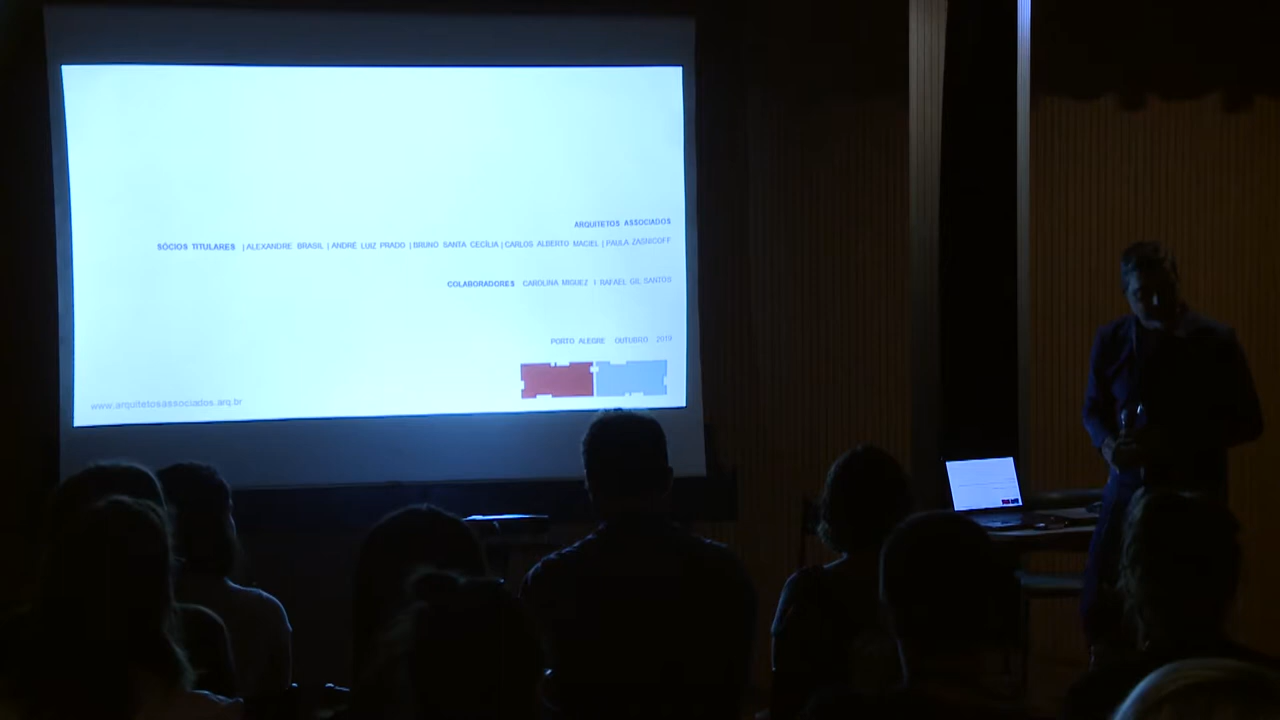 ARQUITETOS ASSOCIADOS
SÓCIOS TITULARES | ALEXANDRE BRASIL | ANDRÉ LUIZ PRADO | BRUNO SANTA CECÍLIA | CARLOS ALBERTO MACIEL | PAULA ZASNICOFF
COLABORADORES CAROLINA MIGUEZ | RAFAEL GIL SANTOS
PORTO ALEGRE OUTUBRO 2019
www.arquitetosassociados.arq.br